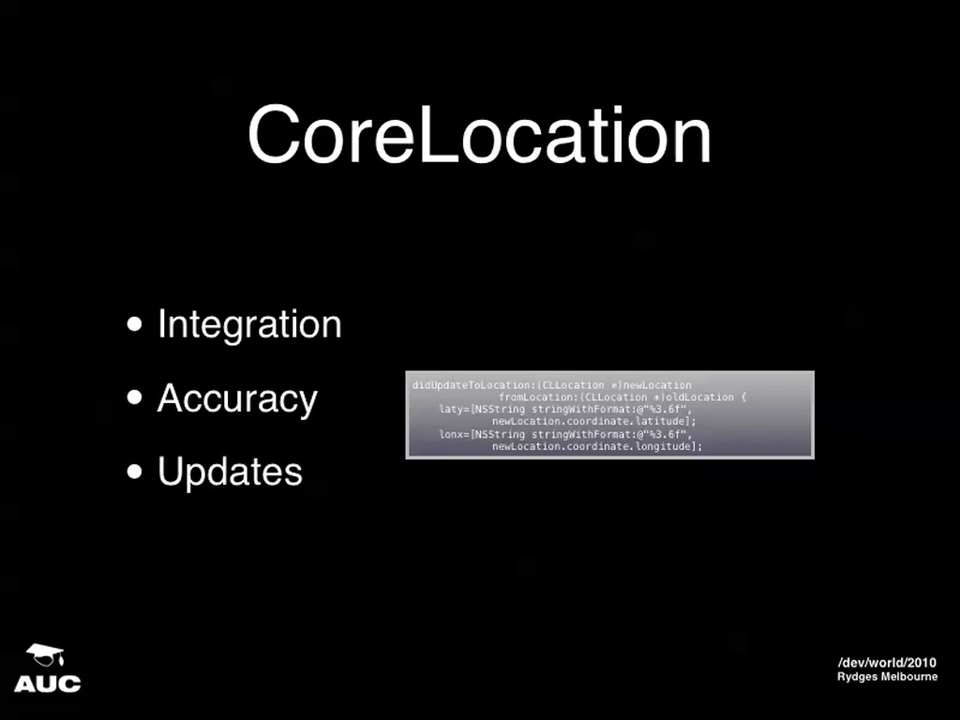 CoreLocation
• Integration
• Accuracy
• Updates
didUpdateToLocation:(CLLocation *)newLocation
fromLocation:(CLLocation *)oldLocation {
laty=[NSString stringWithFormat:@"%3.6f",
newLocation.coordinate.latitude];
lonx=[NSString stringWithFormat:@"%3.6f",
newLocation.coordinate.longitude];
AUC
/dev/world/2010
Rydges Melbourne